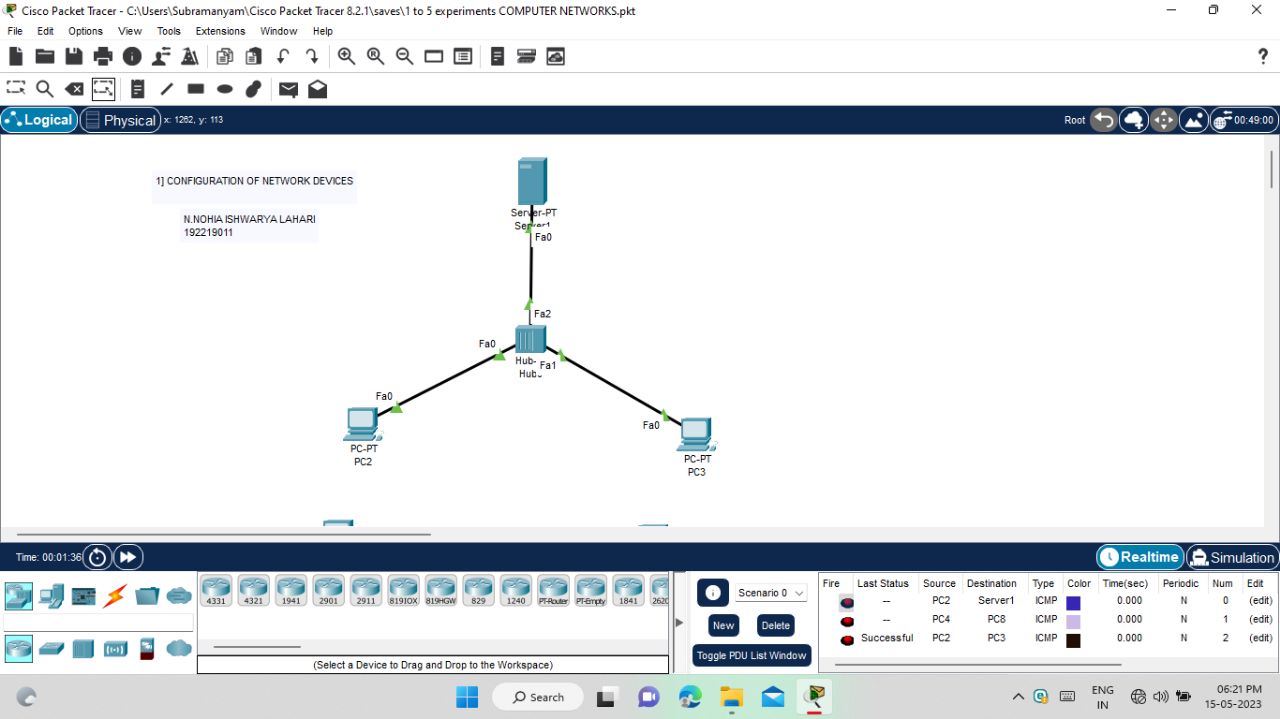 Cisco Packet Tracer - C:\Users\Subramanyam\Cisco Packet Tracer 8.2.1\saves\1 to 5 experiments COMPUTER NETWORKS.pkt
File Edit Options View Tools Extensions Window Help
Logical Physical x: 1282, y: 113 Root 00:49:00
1] CONFIGURATION OF NETWORK DEVICES
N.NOHIA ISHWARYA LAHARI
192219011
Server-PT
Server1
Fa0
Fa2
Fa0
Hub-
Fa1
Fa0
PC-PT
PC2
Fa0
PC-PT
PC3
Time: 00:01:36 Realtime Simulation
4331 4321 1941 2901 2911 819IOX 819HGW 829 1240 PT-Router PT-Empty 1841 2620
(Select a Device to Drag and Drop to the Workspace)
Scenario 0
New Delete
Toggle PDU List Window
Fire Last Status Source Destination Type Color Time(sec) Periodic Num Edit
-- PC2 Server1 ICMP 0.000 N 0 (edit)
-- PC4 PC8 ICMP 0.000 N 1 (edit)
Successful PC2 PC3 ICMP 0.000 N 2 (edit)
Search
ENG
IN
06:21 PM
15-05-2023